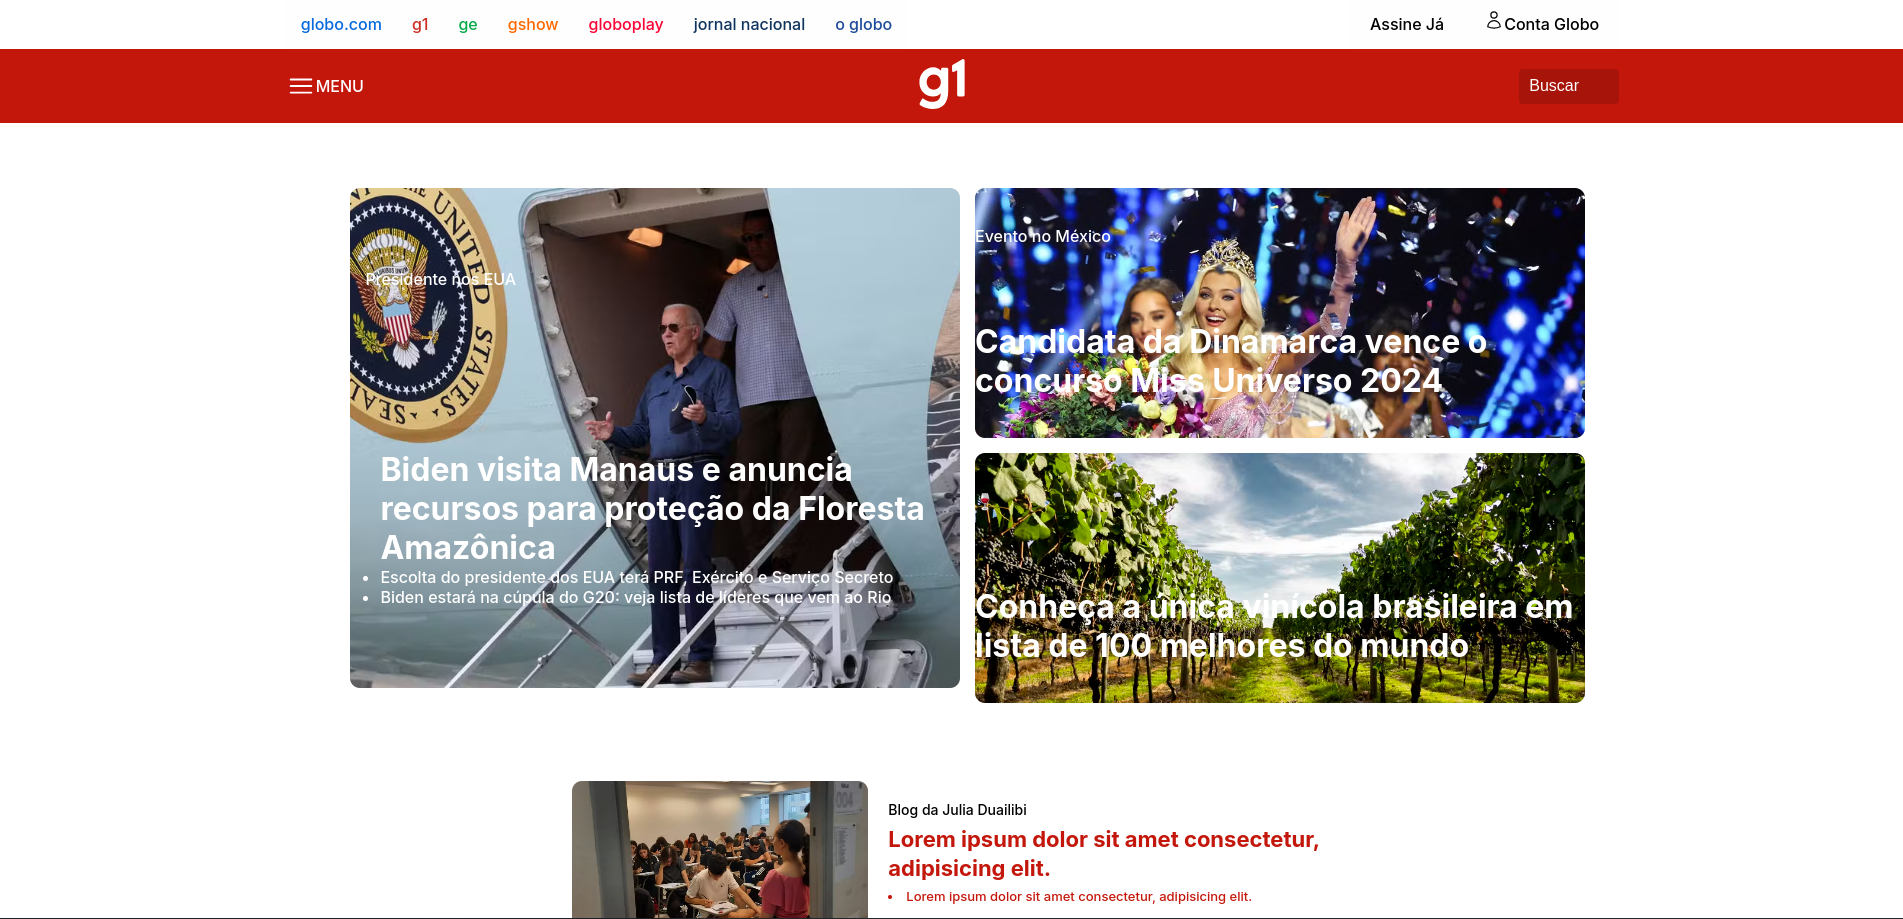 globo.com g1 ge gshow globoplay jornal nacional o globo Assine Já Conta Globo
MENU g1 Buscar
Presidente nos EUA
UNITED
STATES
SEAL
Biden visita Manaus e anuncia
recursos para proteção da Floresta
Amazônica
• Escolta do presidente dos EUA terá PRF, Exército e Serviço Secreto
• Biden estará na cúpula do G20: veja lista de líderes que vem ao Rio
Evento no México
Candidata da Dinamarca vence o
concurso Miss Universo 2024
Conheça a única vinícola brasileira em
lista de 100 melhores do mundo
004
Blog da Julia Duailibi
Lorem ipsum dolor sit amet consectetur,
adipisicing elit.
• Lorem ipsum dolor sit amet consectetur, adipisicing elit.